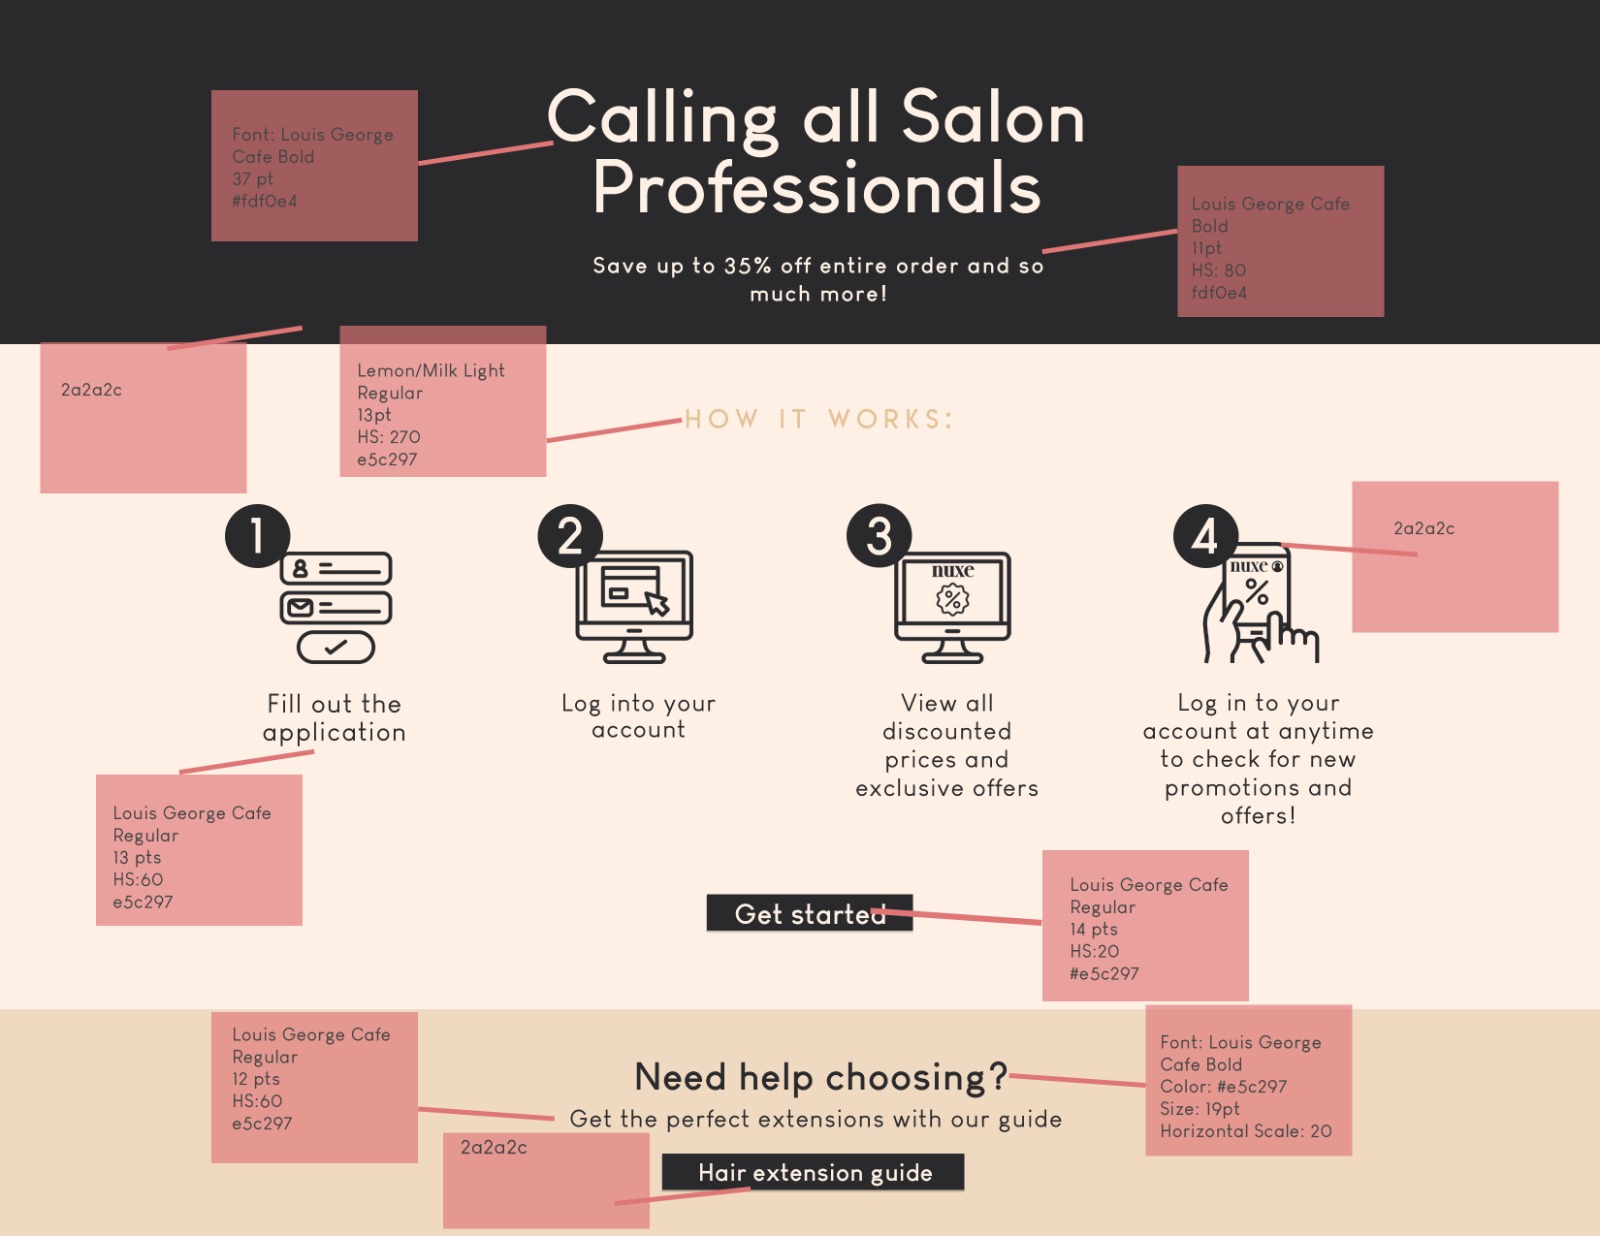 Calling all Salon
Professionals
Font: Louis George
Cafe Bold
37 pt
#fdf0e4
Louis George Cafe
Bold
11pt
HS: 80
fdf0e4
Save up to 35% off entire order and so
much more!
2a2a2c
Lemon/Milk Light
Regular
13pt
HS: 270
e5c297
HOW IT WORKS:
1
2
3
4
2a2a2c
nuxe
%
nuxe
%
Fill out the
application
Log into your
account
View all
discounted
prices and
exclusive offers
Log in to your
account at anytime
to check for new
promotions and
offers!
Louis George Cafe
Regular
13 pts
HS:60
e5c297
Get started
Louis George Cafe
Regular
14 pts
HS:20
#e5c297
Louis George Cafe
Regular
12 pts
HS:60
e5c297
Need help choosing?
Font: Louis George
Cafe Bold
Color: #e5c297
Size: 19pt
Horizontal Scale: 20
Get the perfect extensions with our guide
2a2a2c
Hair extension guide